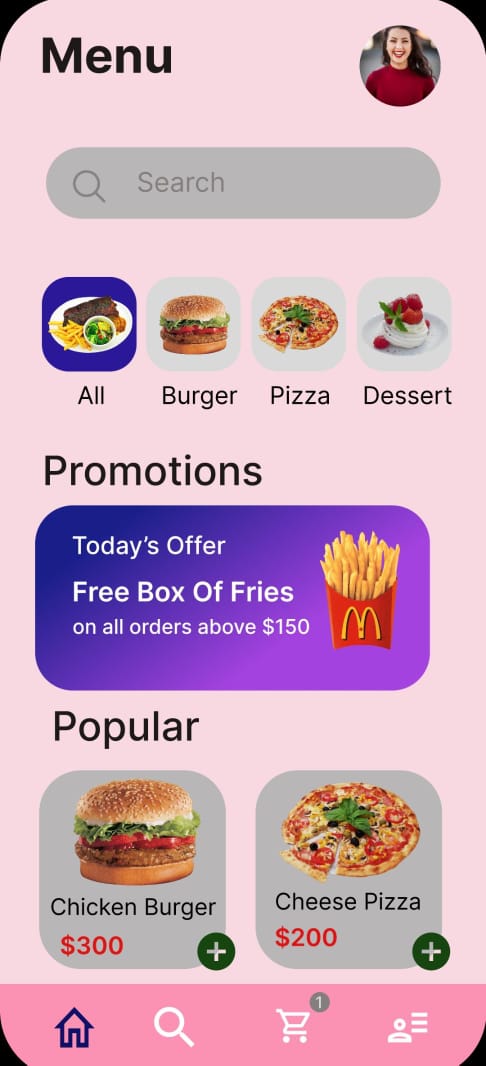 Menu
Search
All
Burger
Pizza
Dessert
Promotions
Today’s Offer
Free Box Of Fries
on all orders above $150
M
Popular
Chicken Burger
$300
Cheese Pizza
$200
1